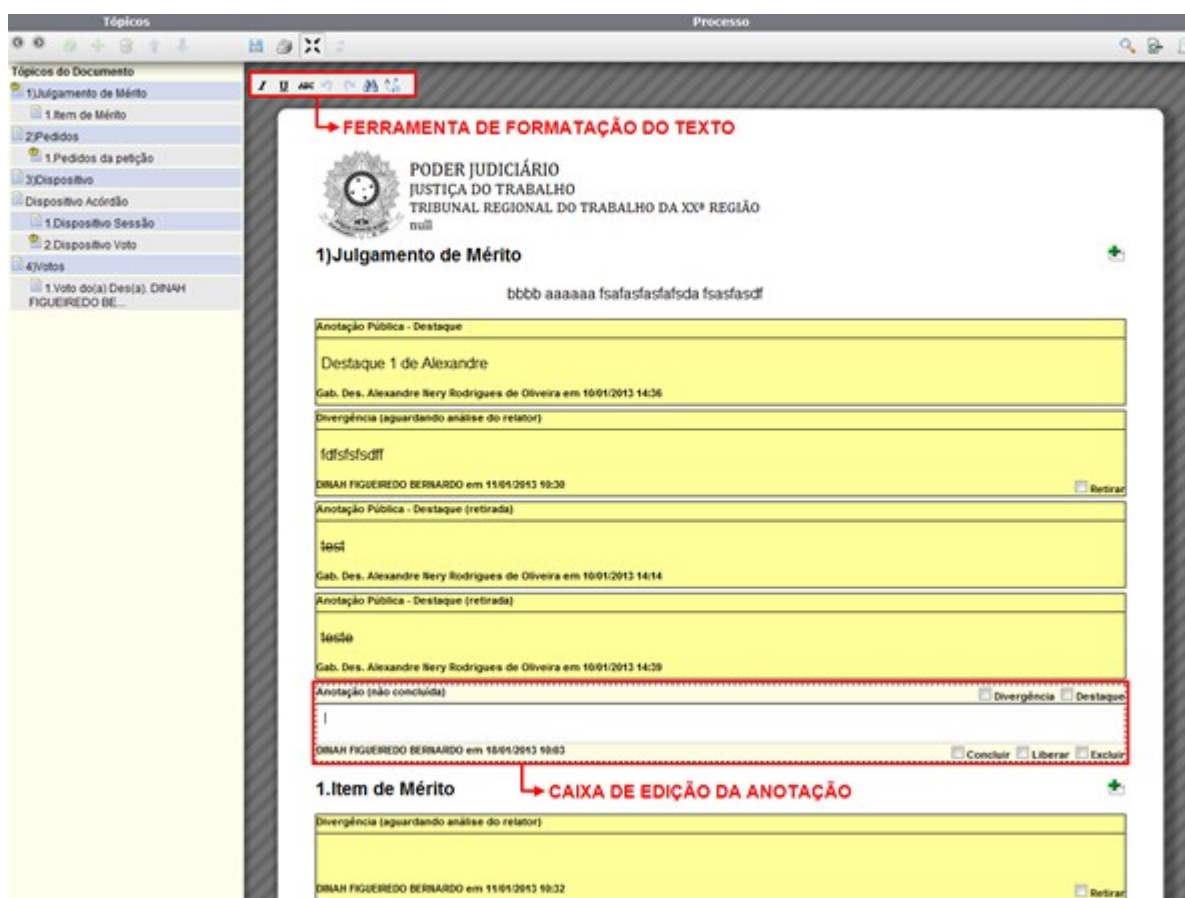 Tópicos
Processo
Tópicos do Documento
1)Julgamento de Mérito
1.Item de Mérito
2)Pedidos
1.Pedidos da petição
3)Dispositivo
Dispositivo Acórdão
1.Dispositivo Sessão
2.Dispositivo Voto
4)Votos
1.Voto do(a) Des(a). DINAH
FIGUEIREDO BE...
I U ABC
FERRAMENTA DE FORMATAÇÃO DO TEXTO
PODER JUDICIÁRIO
JUSTIÇA DO TRABALHO
TRIBUNAL REGIONAL DO TRABALHO DA XXª REGIÃO
null
1)Julgamento de Mérito
bbbb aaaaaa fsafasfasfafsda fsasfasdf
Anotação Pública - Destaque
Destaque 1 de Alexandre
Gab. Des. Alexandre Nery Rodrigues de Oliveira em 10/01/2013 14:36
Divergência (aguardando análise do relator)
fdfsfsfsdff
DINAH FIGUEIREDO BERNARDO em 11/01/2013 10:30
Retirar
Anotação Pública - Destaque (retirada)
test
Gab. Des. Alexandre Nery Rodrigues de Oliveira em 10/01/2013 14:14
Anotação Pública - Destaque (retirada)
teste
Gab. Des. Alexandre Nery Rodrigues de Oliveira em 10/01/2013 14:39
Anotação (não concluída)
Divergência Destaque
DINAH FIGUEIREDO BERNARDO em 18/01/2013 10:03
Concluir Liberar Excluir
CAIXA DE EDIÇÃO DA ANOTAÇÃO
1.Item de Mérito
Divergência (aguardando análise do relator)
DINAH FIGUEIREDO BERNARDO em 11/01/2013 10:32
Retirar